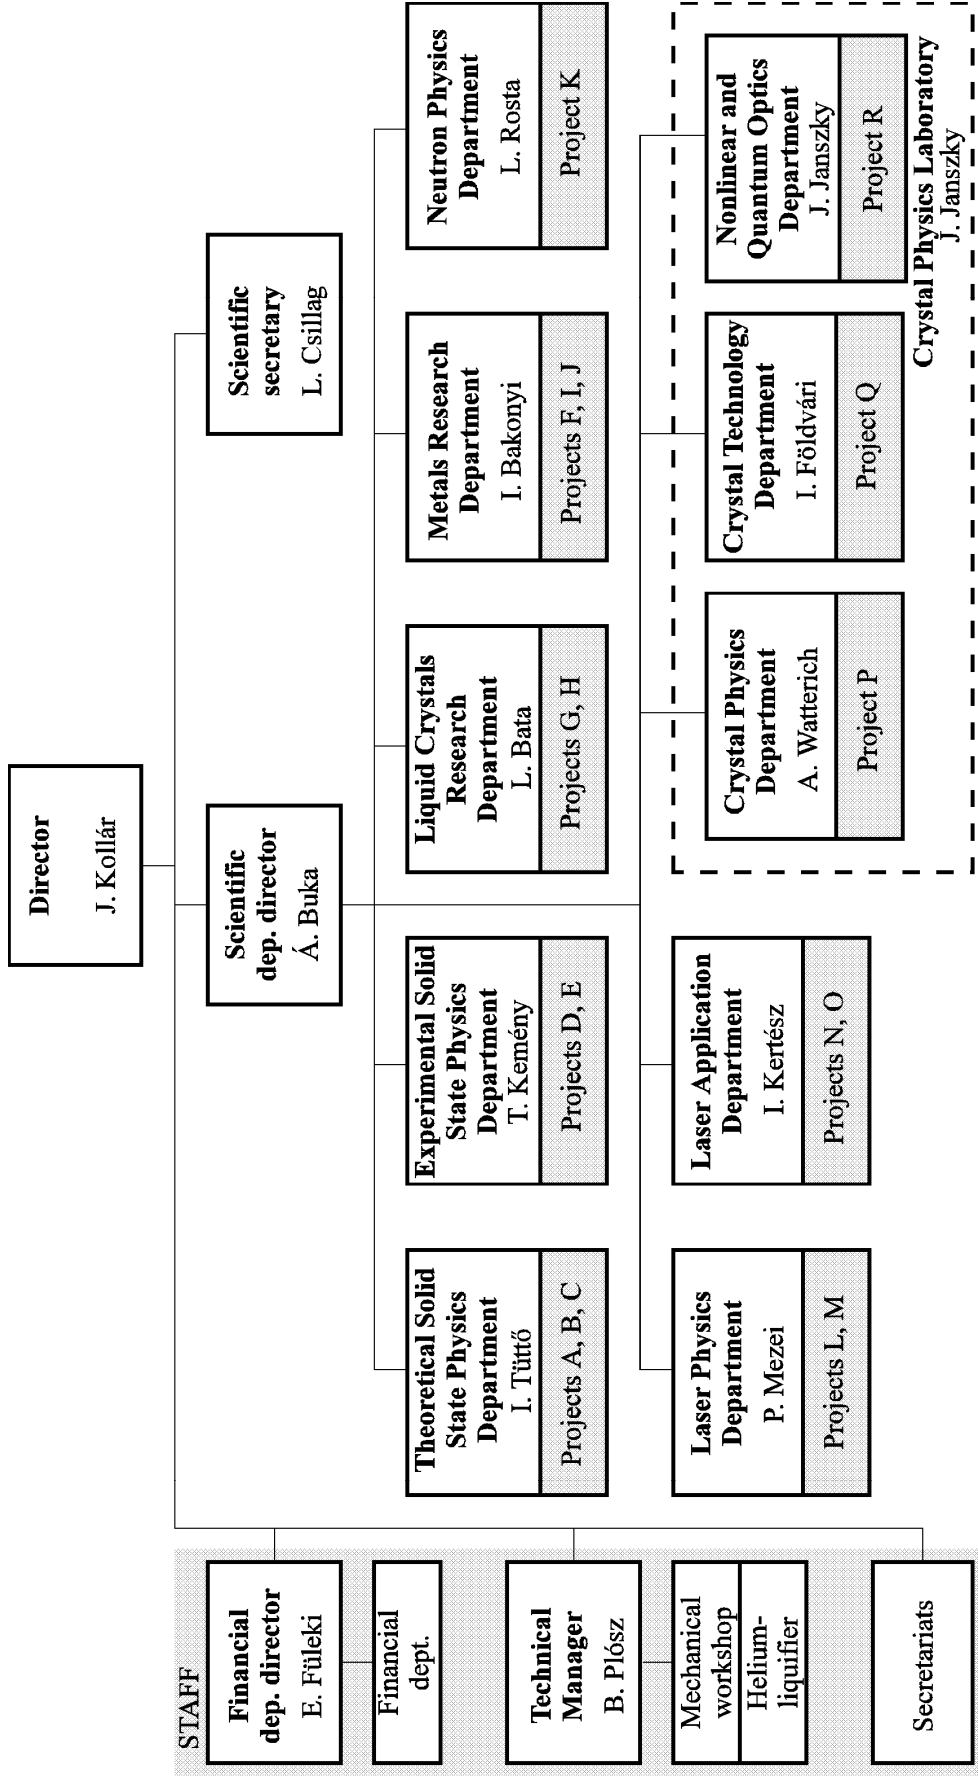 Director
J. Kollár
Scientific
dep. director
Á. Buka
Scientific
secretary
L. Csillag
STAFF
Financial
dep. director
E. Füleki
Financial
dept.
Technical
Manager
B. Plósz
Mechanical
workshop
Helium-
liquifier
Secretariats
Theoretical Solid
State Physics
Department
I. Tüttő
Projects A, B, C
Experimental Solid
State Physics
Department
T. Kemény
Projects D, E
Liquid Crystals
Research
Department
L. Bata
Projects G, H
Metals Research
Department
I. Bakonyi
Projects F, I, J
Neutron Physics
Department
L. Rosta
Project K
Laser Physics
Department
P. Mezei
Projects L, M
Laser Application
Department
I. Kertész
Projects N, O
Crystal Physics
Department
A. Watterich
Project P
Crystal Technology
Department
I. Földvári
Project Q
Nonlinear and
Quantum Optics
Department
J. Janszky
Project R
Crystal Physics Laboratory
J. Janszky